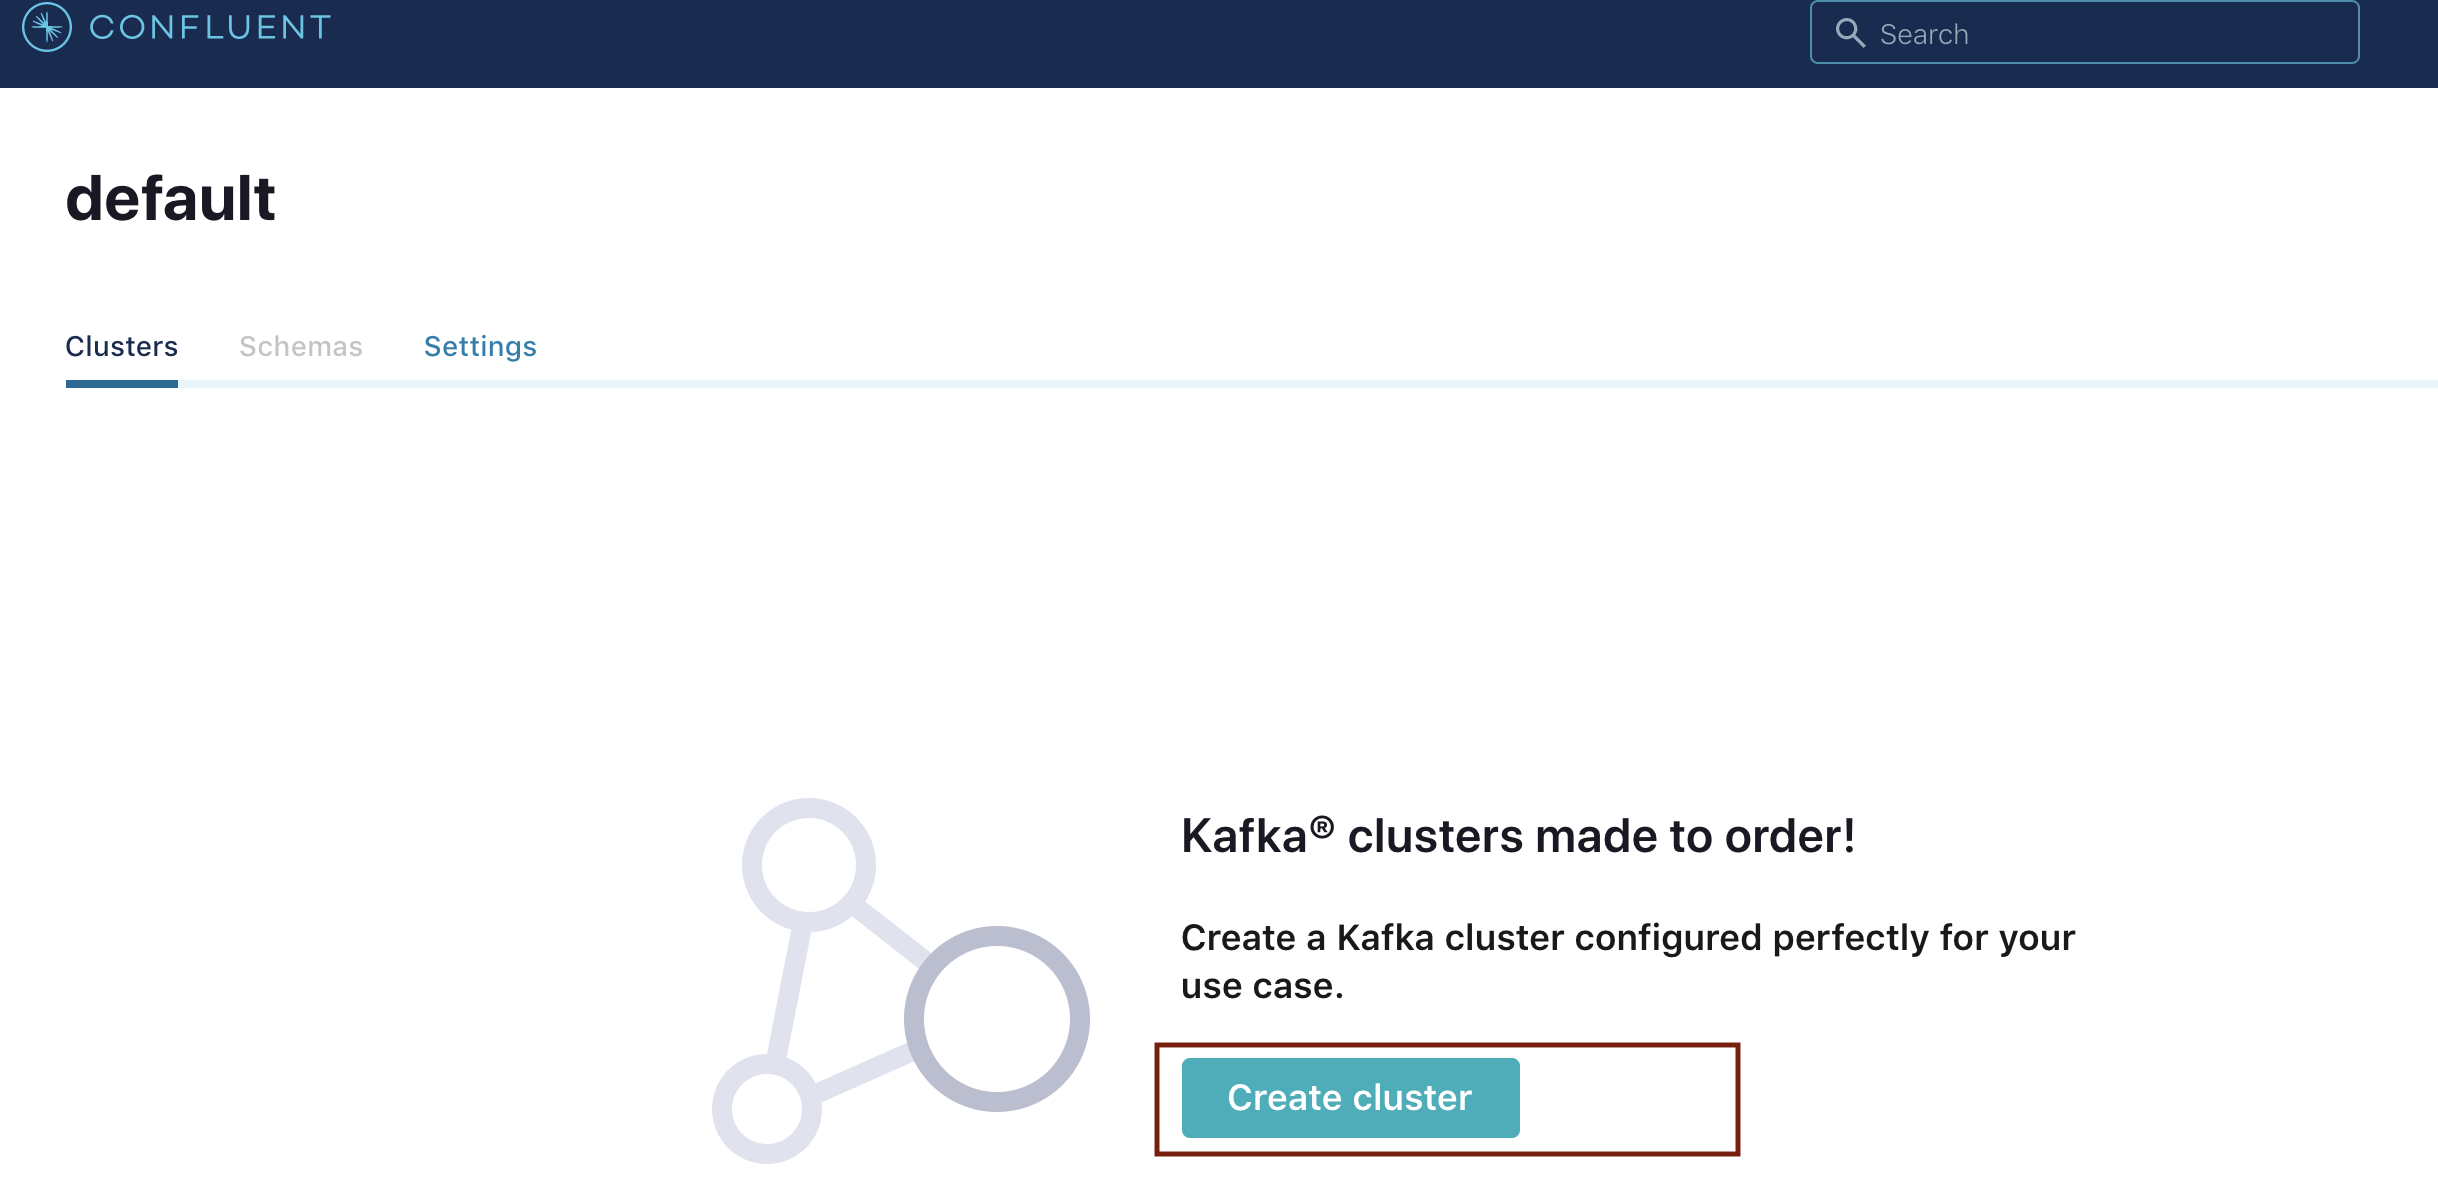 CONFLUENT
Search
default
Clusters
Schemas
Settings
Kafka® clusters made to order!
Create a Kafka cluster configured perfectly for your
use case.
Create cluster